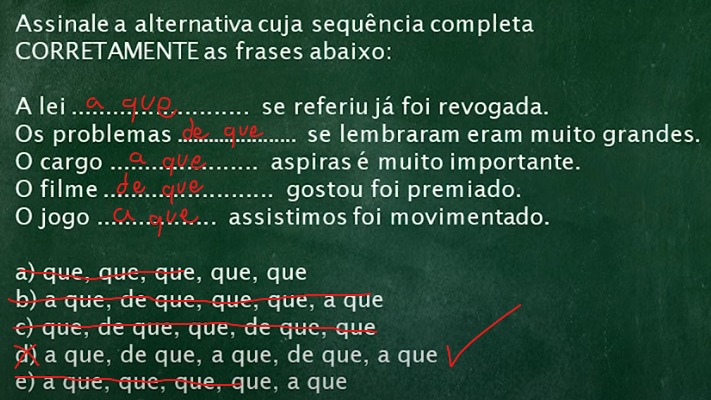 Assinale a alternativa cuja sequência completa
CORRETAMENTE as frases abaixo:
A lei ....a que.... se referiu já foi revogada.
Os problemas ....de que.... se lembraram eram muito grandes.
O cargo ....a que.... aspiras é muito importante.
O filme ....de que.... gostou foi premiado.
O jogo ....a que.... assistimos foi movimentado.
a) que, que, que, que, que
b) a que, de que, que, que, a que
c) que, de que, que, de que, que
d) a que, de que, a que, de que, a que
e) a que, que, que, que, a que